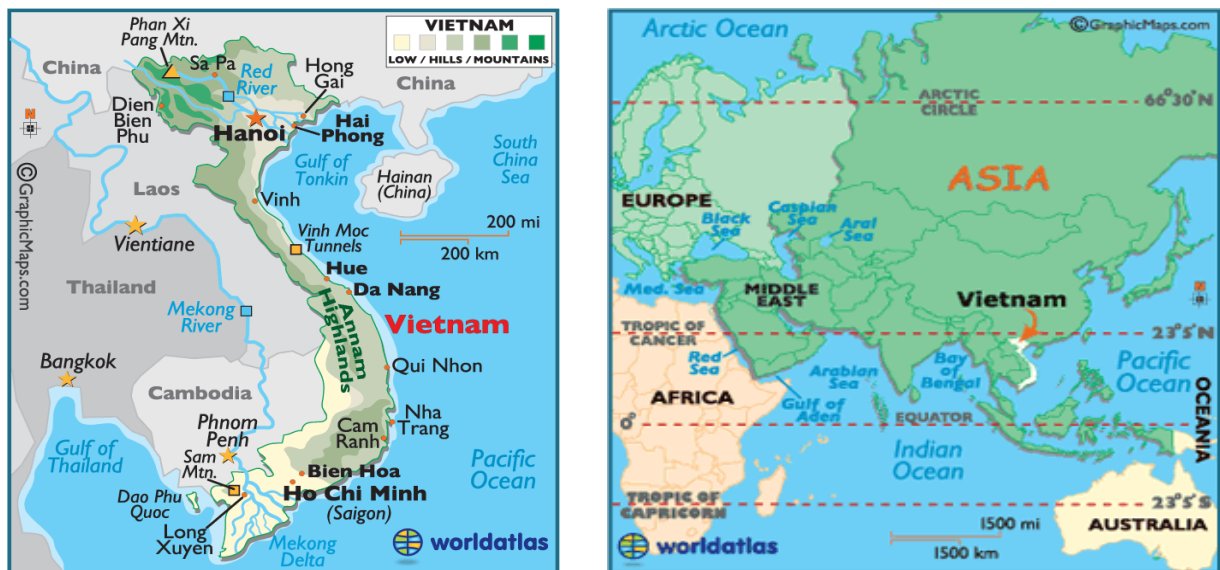 VIETNAM
LOW / HILLS / MOUNTAINS
Phan Xi
Pang Mtn.
China
Sa Pa
Red
River
Hong
Gai
China
Dien
Bien
Phu
Hanoi
Hai
Phong
N
Gulf of
Tonkin
South
China
Sea
Hainan
(China)
©GraphicMaps.com
Laos
Vinh
200 mi
200 km
Vientiane
Vinh Moc
Tunnels
Hue
Thailand
Da Nang
Mekong
River
Annam
Highlands
Vietnam
Bangkok
Qui Nhon
Cambodia
Phnom
Penh
Nha
Trang
Cam
Ranh
Gulf of
Thailand
Sam
Mtn.
Pacific
Ocean
Bien Hoa
Dao Phu
Quoc
Ho Chi Minh
(Saigon)
Long
Xuyen
Mekong
Delta
worldatlas
©GraphicMaps.com
Arctic Ocean
ARCTIC
CIRCLE
66°30'N
ASIA
EUROPE
Black
Sea
Caspian
Sea
Aral
Sea
Med. Sea
MIDDLE
EAST
N
Vietnam
TROPIC OF
CANCER
23°5'N
Red
Sea
Arabian
Sea
Bay
of
Bengal
Pacific
Ocean
AFRICA
Gulf of
Aden
OCEANIA
EQUATOR
0°
Indian
Ocean
TROPIC OF
CAPRICORN
23°5'S
1500 mi
1500 km
AUSTRALIA
worldatlas